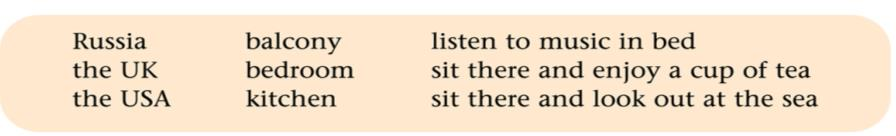 Russia balcony listen to music in bed
the UK bedroom sit there and enjoy a cup of tea
the USA kitchen sit there and look out at the sea